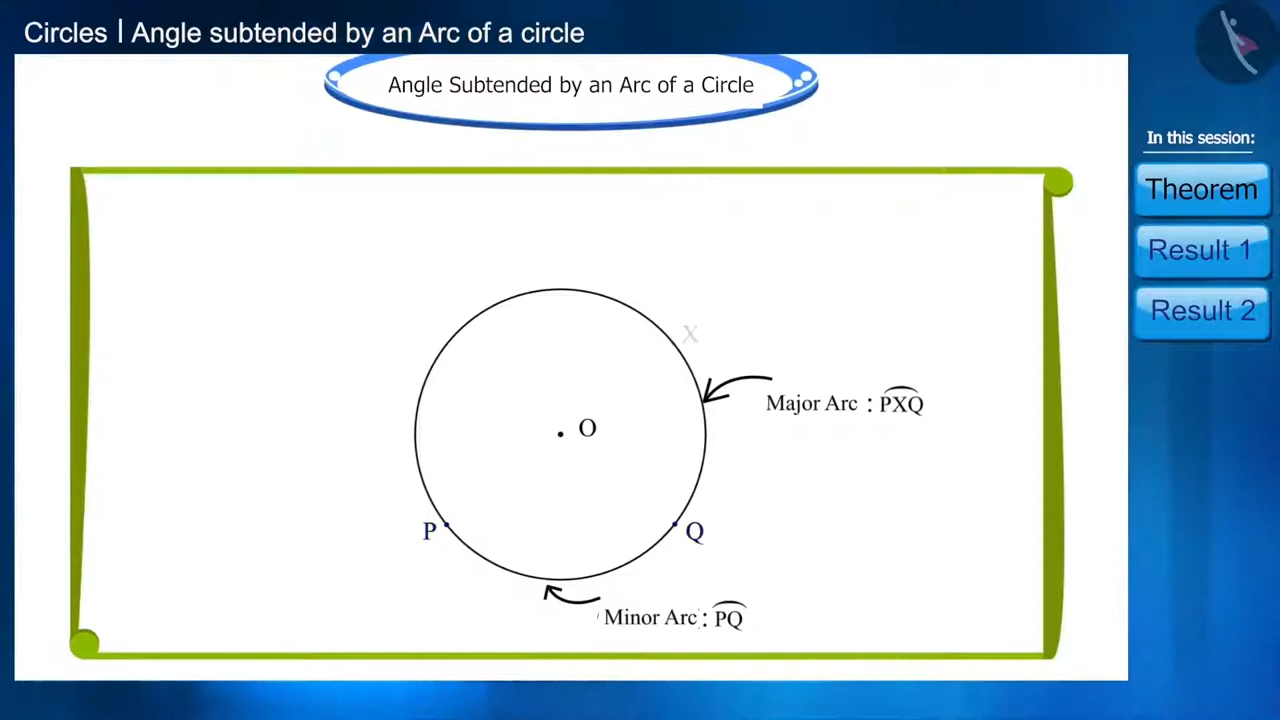 Circles | Angle subtended by an Arc of a circle
Angle Subtended by an Arc of a Circle
In this session:
Theorem
Result 1
Result 2
X
Major Arc : PXQ
O
P
Q
Minor Arc : PQ